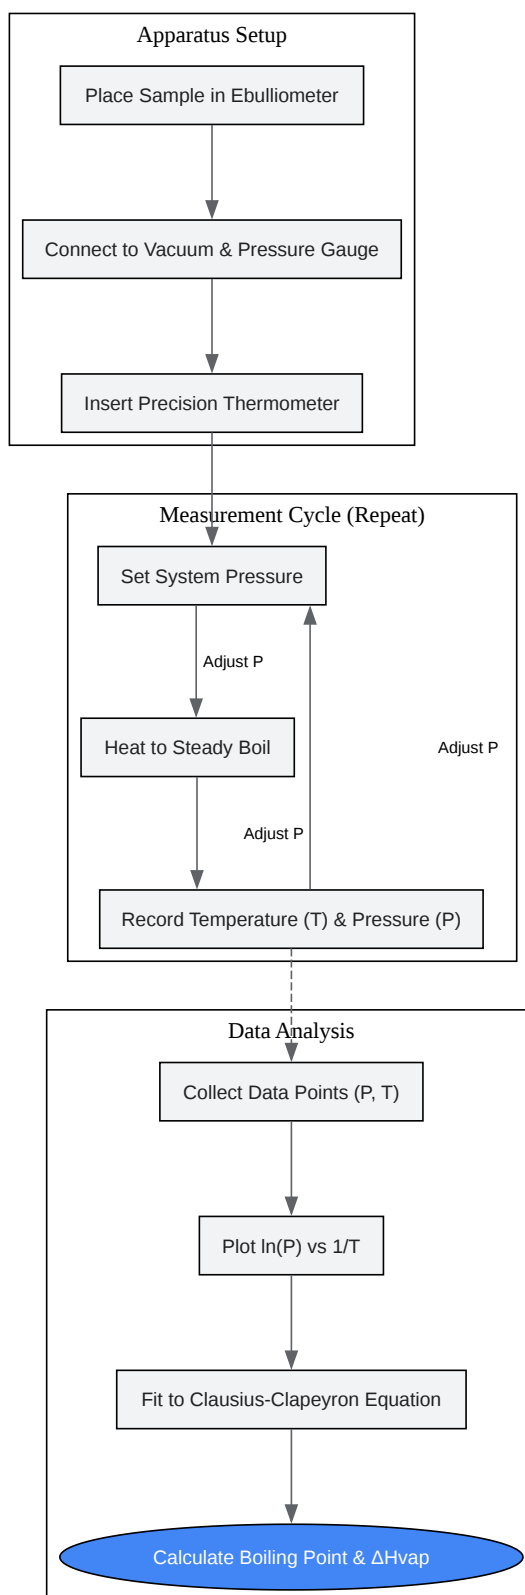 Apparatus Setup
Place Sample in Ebulliometer
Connect to Vacuum & Pressure Gauge
Insert Precision Thermometer
Measurement Cycle (Repeat)
Set System Pressure
Adjust P
Heat to Steady Boil
Adjust P
Adjust P
Record Temperature (T) & Pressure (P)
Data Analysis
Collect Data Points (P, T)
Plot ln(P) vs 1/T
Fit to Clausius-Clapeyron Equation
Calculate Boiling Point & ΔHvap